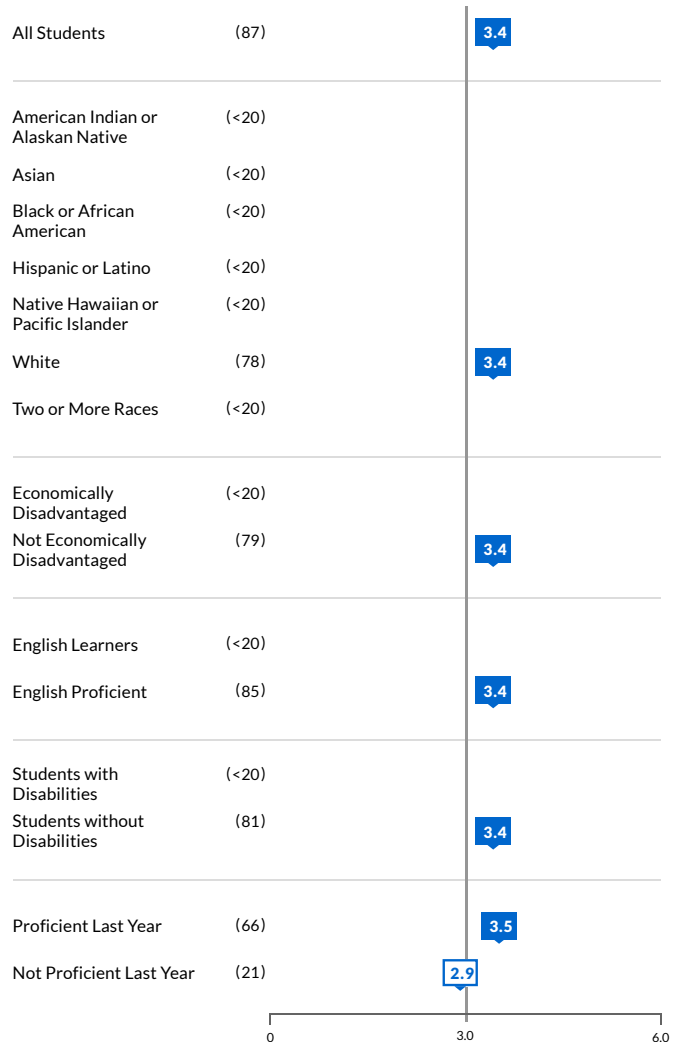 All Students (87) 3.4
American Indian or (<20)
Alaskan Native
Asian (<20)
Black or African (<20)
American
Hispanic or Latino (<20)
Native Hawaiian or (<20)
Pacific Islander
White (78) 3.4
Two or More Races (<20)
Economically (<20)
Disadvantaged
Not Economically (79) 3.4
Disadvantaged
English Learners (<20)
English Proficient (85) 3.4
Students with (<20)
Disabilities
Students without (81) 3.4
Disabilities
Proficient Last Year (66) 3.5
Not Proficient Last Year (21) 2.9
0 3.0 6.0